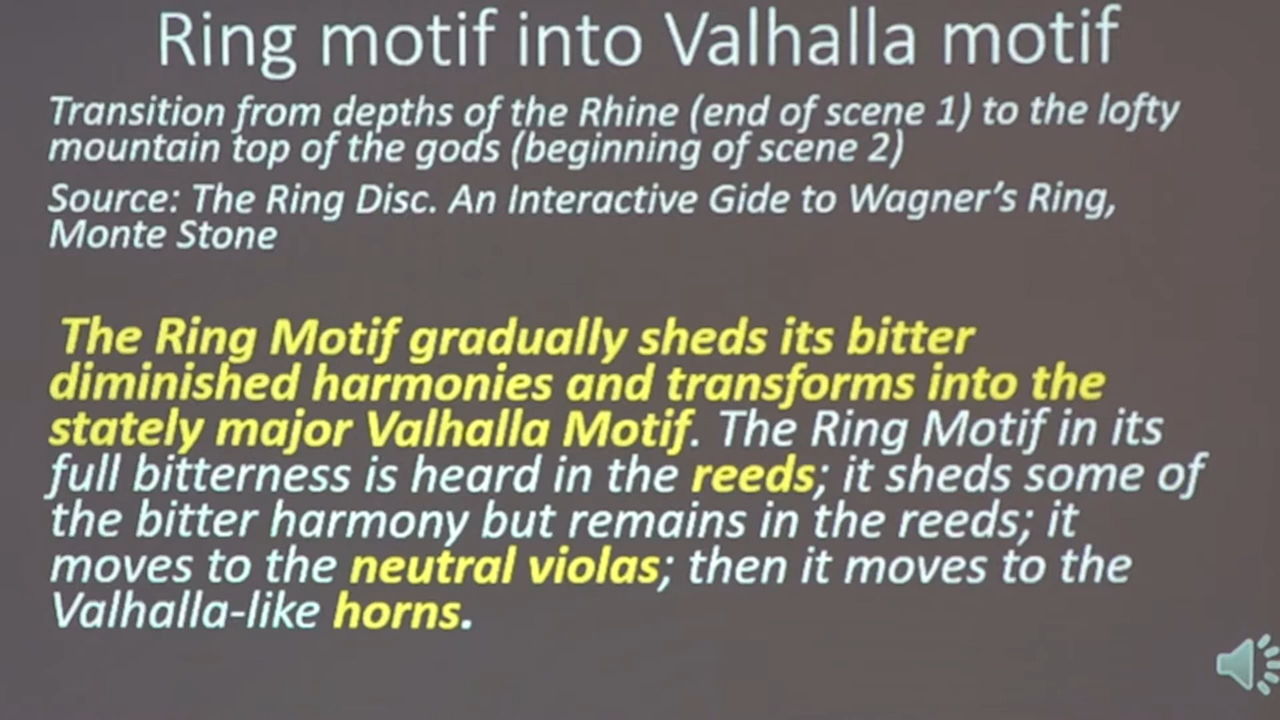 Ring motif into Valhalla motif
Transition from depths of the Rhine (end of scene 1) to the lofty
mountain top of the gods (beginning of scene 2)
Source: The Ring Disc. An Interactive Gide to Wagner's Ring,
Monte Stone
The Ring Motif gradually sheds its bitter
diminished harmonies and transforms into the
stately major Valhalla Motif. The Ring Motif in its
full bitterness is heard in the reeds; it sheds some of
the bitter harmony but remains in the reeds; it
moves to the neutral violas; then it moves to the
Valhalla-like horns.